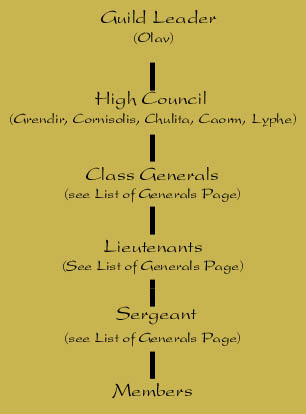 Guild Leader
(Olav)
High Council
(Grendir, Cornisolis, Chulita, Caorm, Lyphe)
Class Generals
(see List of Generals Page)
Lieutenants
(See List of Generals Page)
Sergeant
(see List of Generals Page)
Members